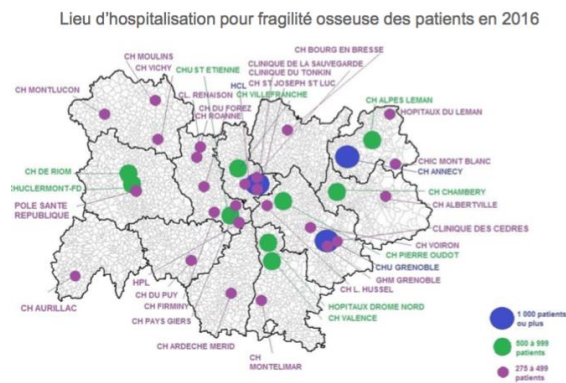 Lieu d'hospitalisation pour fragilité osseuse des patients en 2016
CH MOULINS
CH VICHY
CHU ST ETIENNE
CH BOURG EN BRESSE
CLINIQUE DE LA SAUVEGARDE
CLINIQUE DU TONKIN
CH MONTLUCON
CL. RENAISON
HCL
CH ST JOSEPH ST LUC
CH VILLEFRANCHE
CH DU FOREZ
CH ROANNE
CH ALPES LEMAN
HOPITAUX DU LEMAN
CHIC MONT BLANC
CH ANNECY
CH DE RIOM
CHUCLERMONT-FD
POLE SANTE
REPUBLIQUE
CH CHAMBERY
CH ALBERTVILLE
CLINIQUE DES CEDRES
CH VOIRON
CH PIERRE OUDOT
CHU GRENOBLE
GHM GRENOBLE
CH L. HUSSEL
HPL
CH DU PUY
CH FIRMINY
CH PAYS GIERS
CH AURILLAC
HOPITAUX DROME NORD
CH VALENCE
CH ARDECHE MERID
CH
MONTELIMAR
1 000 patients
ou plus
500 à 999
patients
275 à 499
patients